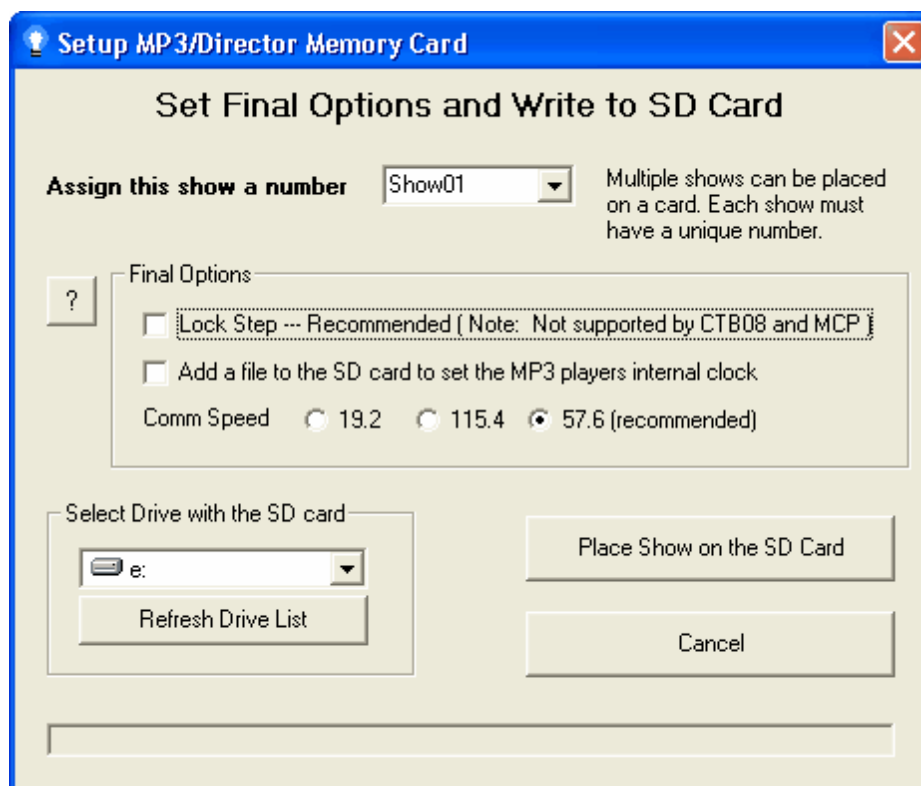 Setup MP3/Director Memory Card
Set Final Options and Write to SD Card
Assign this show a number
Show01
Multiple shows can be placed
on a card. Each show must
have a unique number.
?
Final Options
Lock Step --- Recommended ( Note:  Not supported by CTB08 and MCP )
Add a file to the SD card to set the MP3 players internal clock
Comm Speed 19.2 115.4 57.6 (recommended)
Select Drive with the SD card
e:
Refresh Drive List
Place Show on the SD Card
Cancel